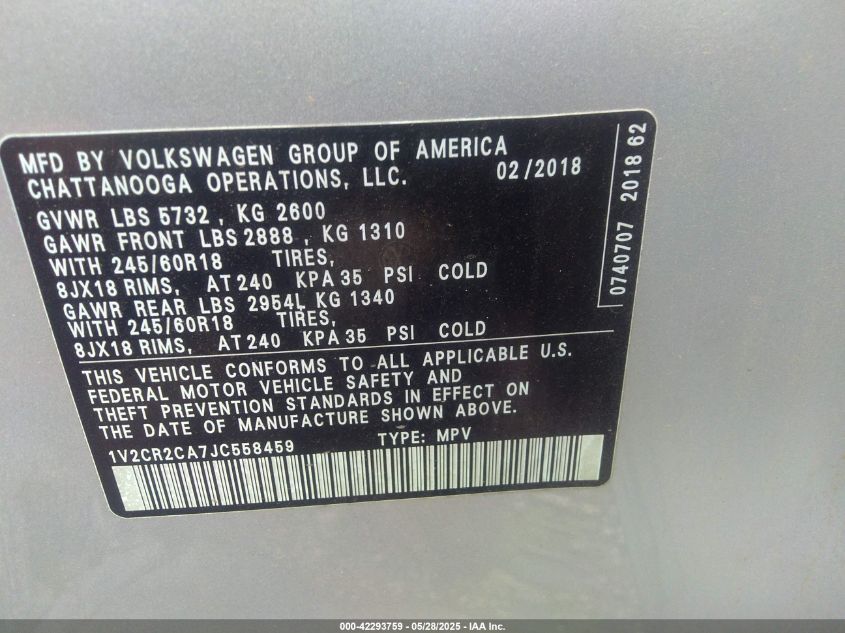 MFD BY VOLKSWAGEN GROUP OF AMERICA
CHATTANOOGA OPERATIONS, LLC. 02/2018
GVWR LBS 5732 , KG 2600
GAWR FRONT LBS 2888 , KG 1310
WITH 245/60R18 TIRES,
8JX18 RIMS, AT 240 KPA 35 PSI COLD
GAWR REAR LBS 2954L KG 1340
WITH 245/60R18 TIRES,
8JX18 RIMS, AT 240 KPA 35 PSI COLD
THIS VEHICLE CONFORMS TO ALL APPLICABLE U.S.
FEDERAL MOTOR VEHICLE SAFETY AND
THEFT PREVENTION STANDARDS IN EFFECT ON
THE DATE OF MANUFACTURE SHOWN ABOVE.
1V2CR2CA7JC558459 TYPE: MPV
0740707 2018 62
000-42293759 - 05/28/2025 - IAA Inc.